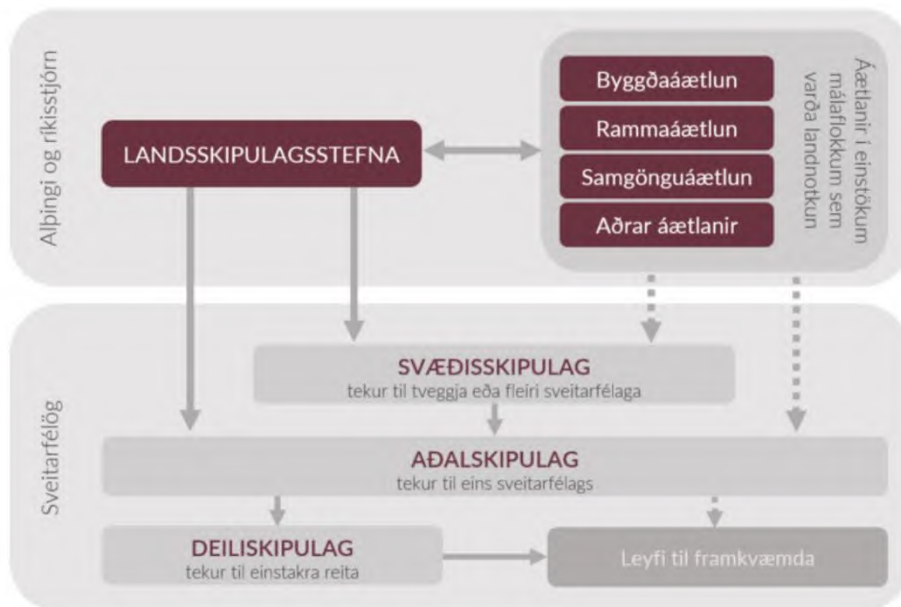 Alþingi og ríkisstjórn
LANDSSKIPULAGSSTEFNA
Byggðaáætlun
Rammaáætlun
Samgönguáætlun
Aðrar áætlanir
Áætlanir í einstökum
málaflokkum sem
varða landnotkun
Sveitarfélög
SVÆÐISSKIPULAG
tekur til tveggja eða fleiri sveitarfélaga
AÐALSKIPULAG
tekur til eins sveitarfélags
DEILISKIPULAG
tekur til einstakra reita
Leyfi til framkvæmda